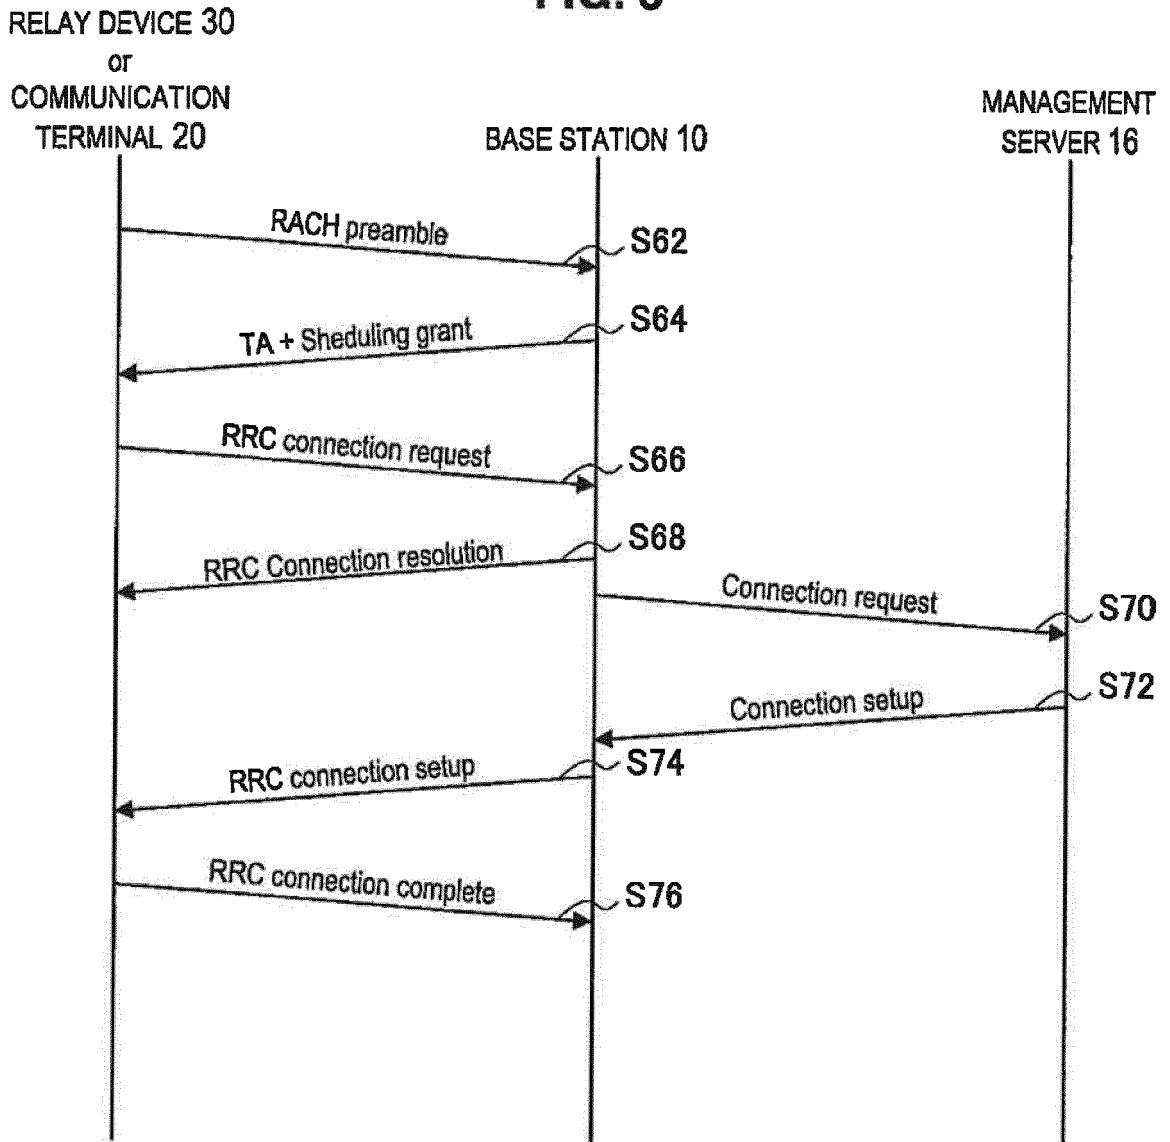 RELAY DEVICE 30
or
COMMUNICATION
TERMINAL 20
BASE STATION 10
MANAGEMENT
SERVER 16
RACH preamble
S62
TA + Sheduling grant
S64
RRC connection request
S66
RRC Connection resolution
S68
Connection request
S70
Connection setup
S72
RRC connection setup
S74
RRC connection complete
S76